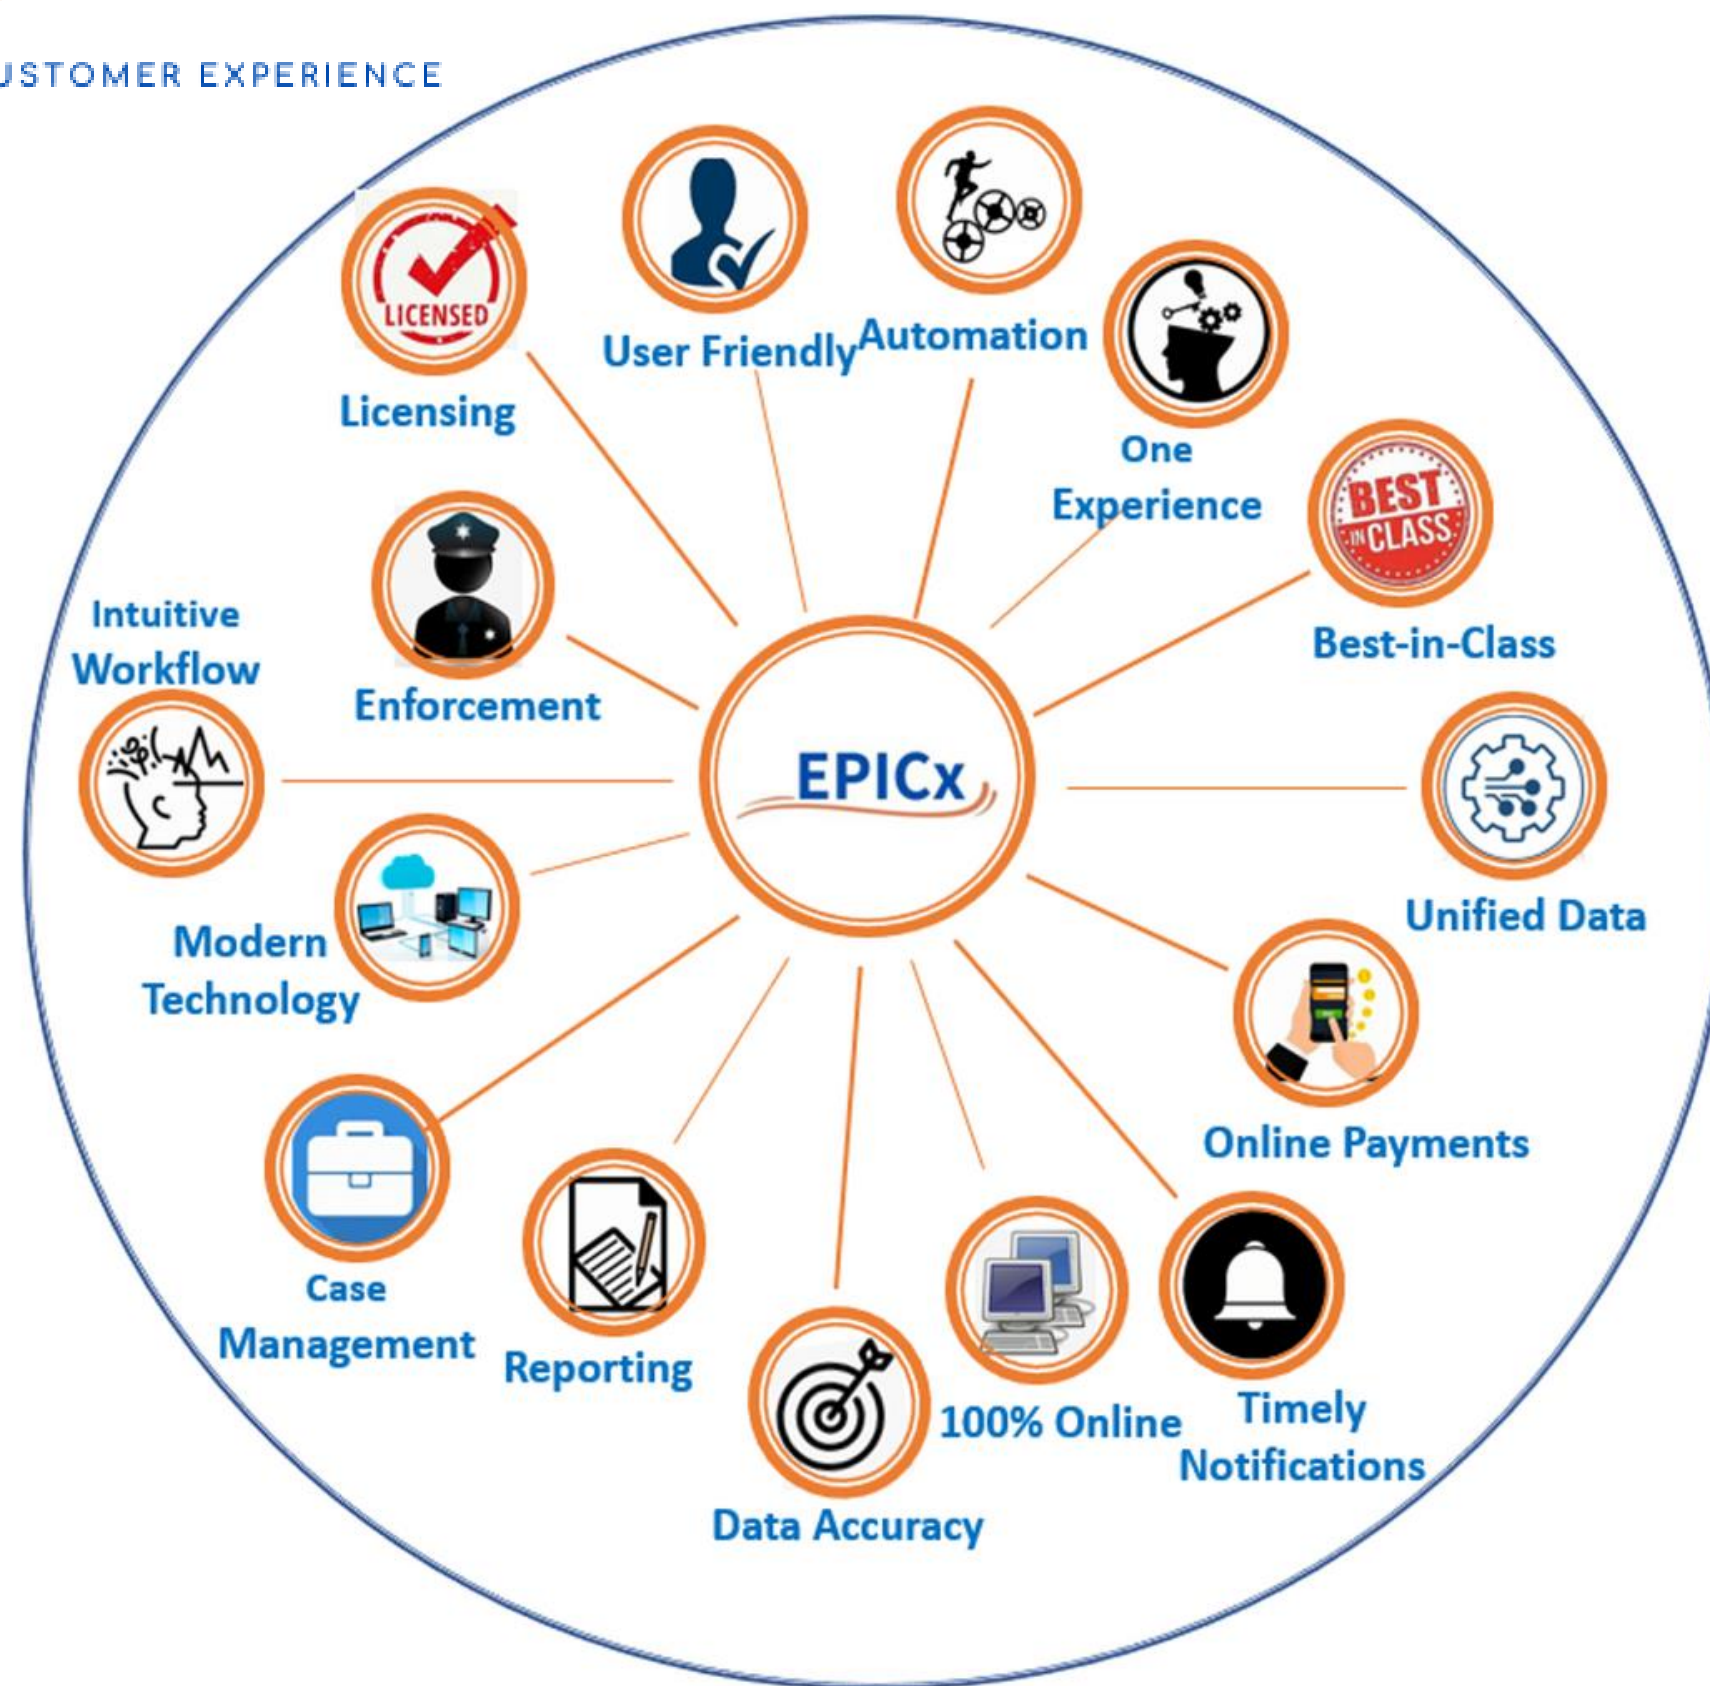 USTOMER EXPERIENCE
LICENSED
Licensing
User Friendly
Automation
One
Experience
BEST
IN CLASS
Best-in-Class
Enforcement
Intuitive
Workflow
EPICx
Unified Data
Modern
Technology
Online Payments
Case
Management
Reporting
Data Accuracy
100% Online
Timely
Notifications